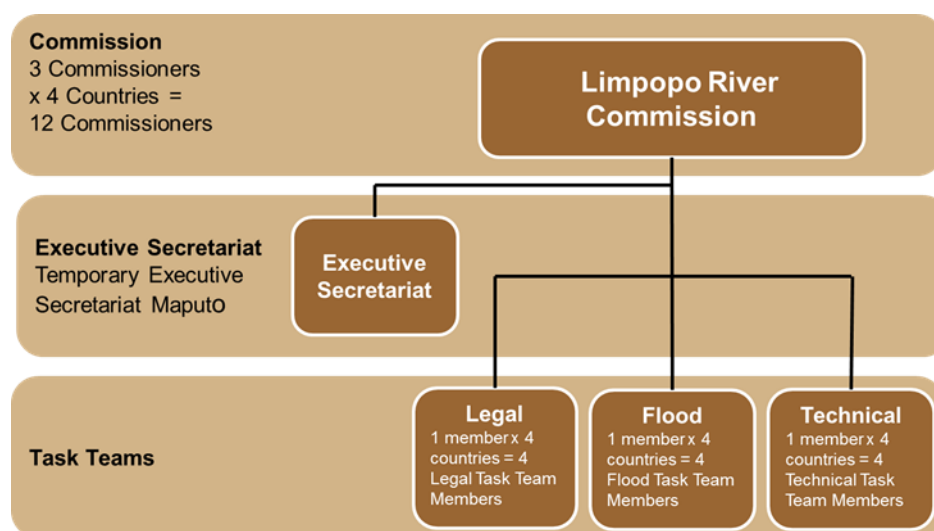 Commission
3 Commissioners
x 4 Countries =
12 Commissioners
Limpopo River
Commission
Executive Secretariat
Temporary Executive
Secretariat Maputo
Executive
Secretariat
Task Teams
Legal
1 member x 4
countries = 4
Legal Task Team
Members
Flood
1 member x 4
countries = 4
Flood Task Team
Members
Technical
1 member x 4
countries = 4
Technical Task
Team Members